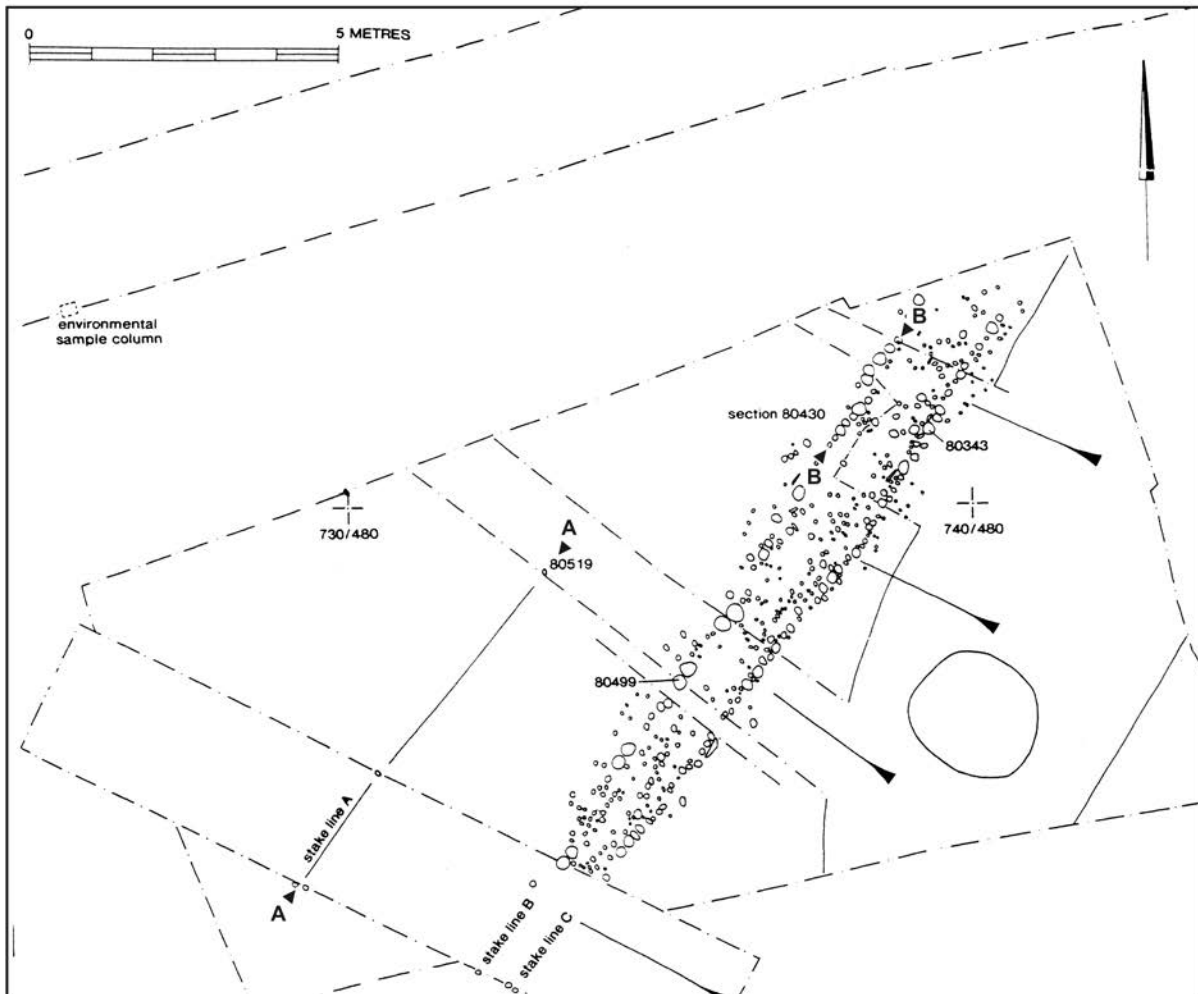 0
5 METRES
environmental
sample column
B
section 80430
80343
B
730/480
A
80519
740/480
80499
stake line A
A
stake line B
stake line C